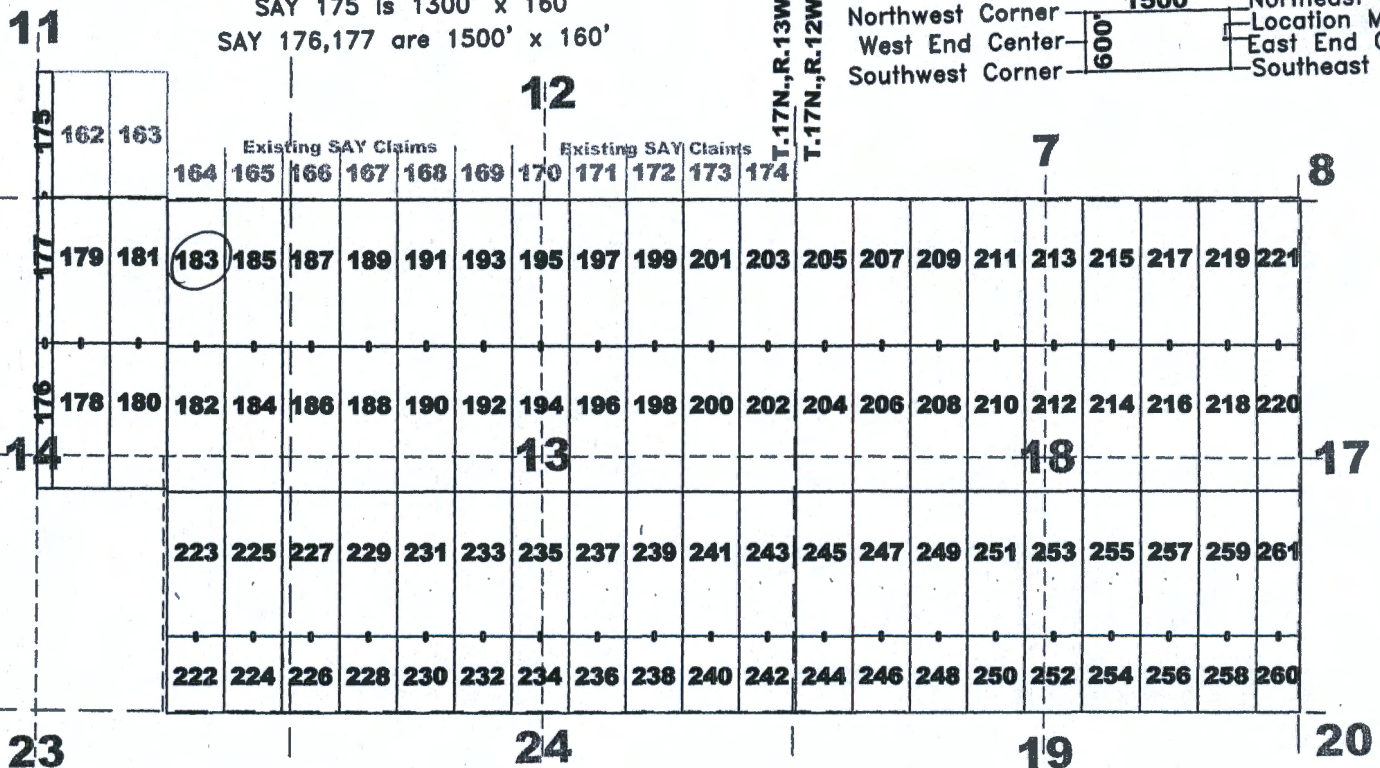 SAY 175 is 1300' x 160'
SAY 176,177 are 1500' x 160'
1500'
Northwest Corner
West End Center
Southwest Corner
600'
Location
East End
Southeast
T.17N.,R.13W
T.17N.,R.12W
11
12
7
8
175
162 163
Existing SAY Claims
Existing SAY Claims
164 165 166 167 168 169 170 171 172 173 174
177
179 181 183 185 187 189 191 193 195 197 199 201 203 205 207 209 211 213 215 217 219 221
176
178 180 182 184 186 188 190 192 194 196 198 200 202 204 206 208 210 212 214 216 218 220
14 13 18 17
223 225 227 229 231 233 235 237 239 241 243 245 247 249 251 253 255 257 259 261
222 224 226 228 230 232 234 236 238 240 242 244 246 248 250 252 254 256 258 260
23 24 19 20